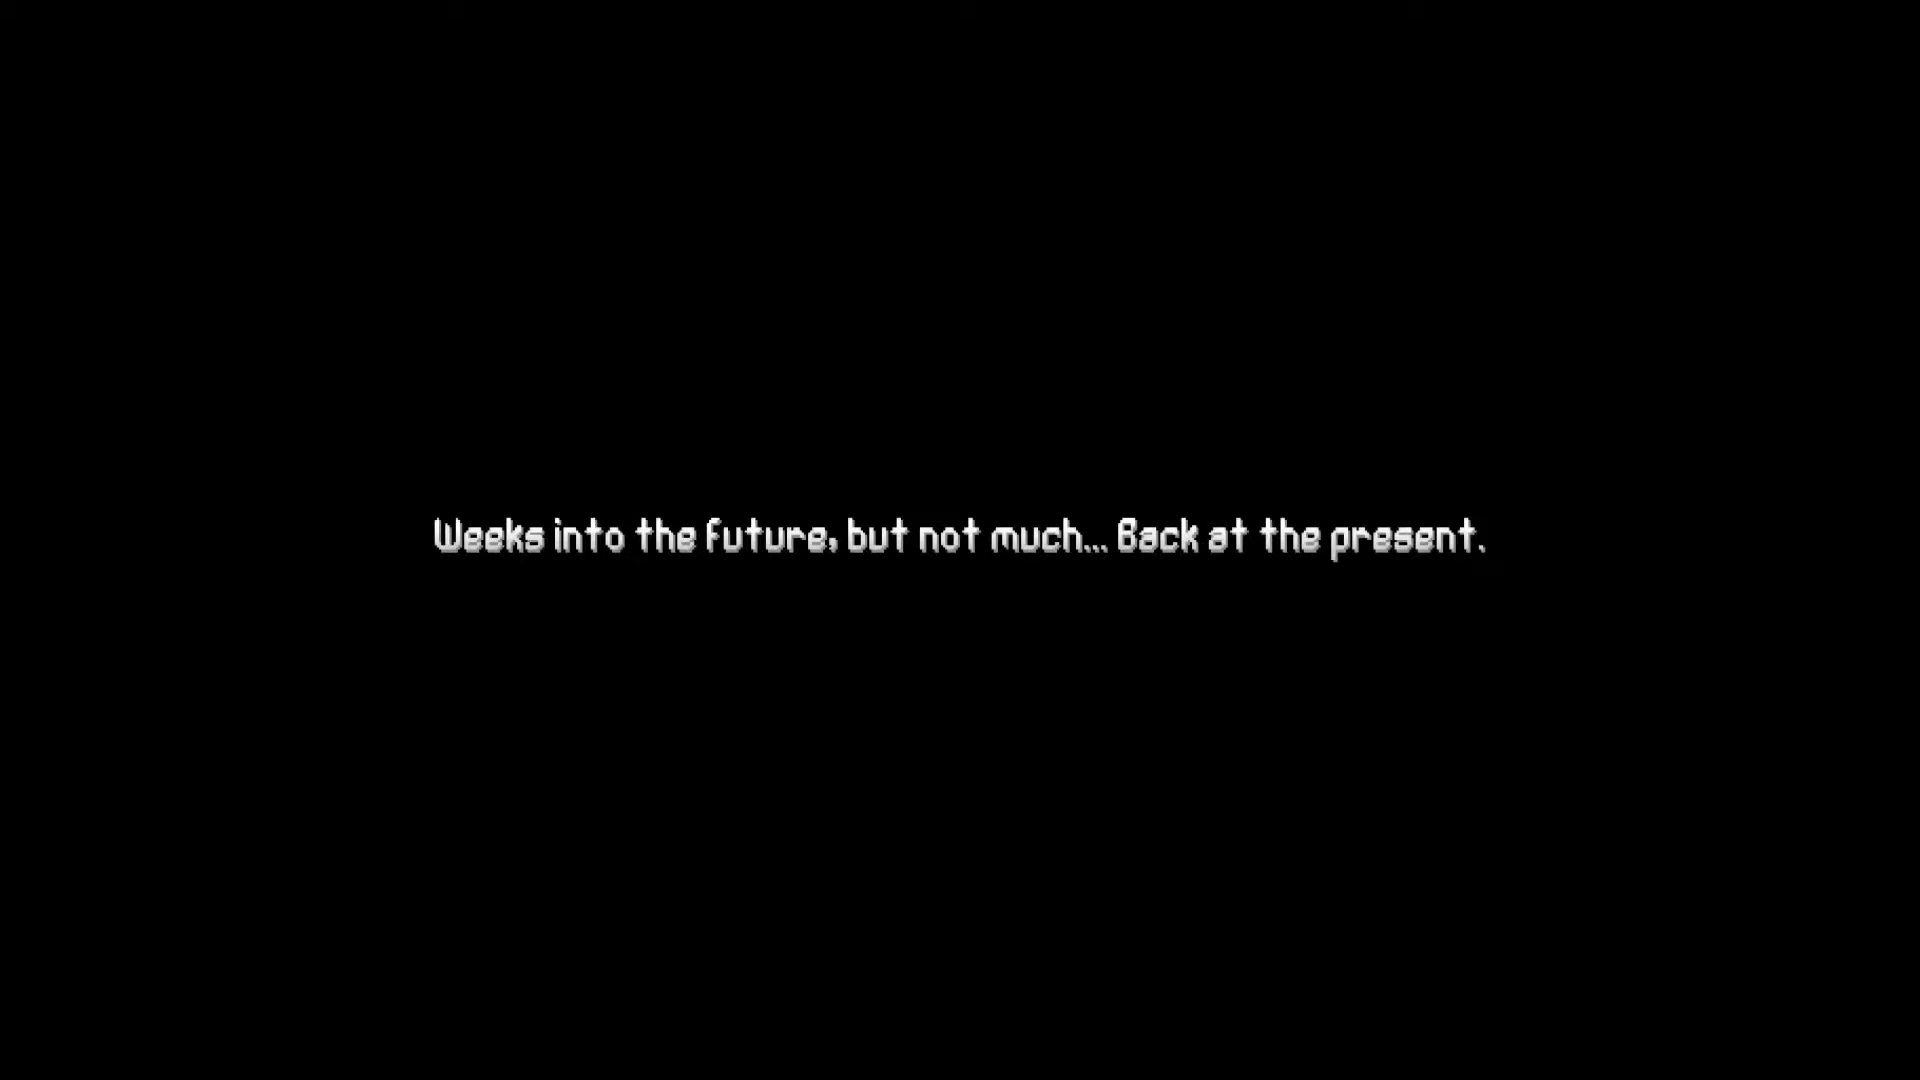 Weeks into the future, but not much... Back at the present.